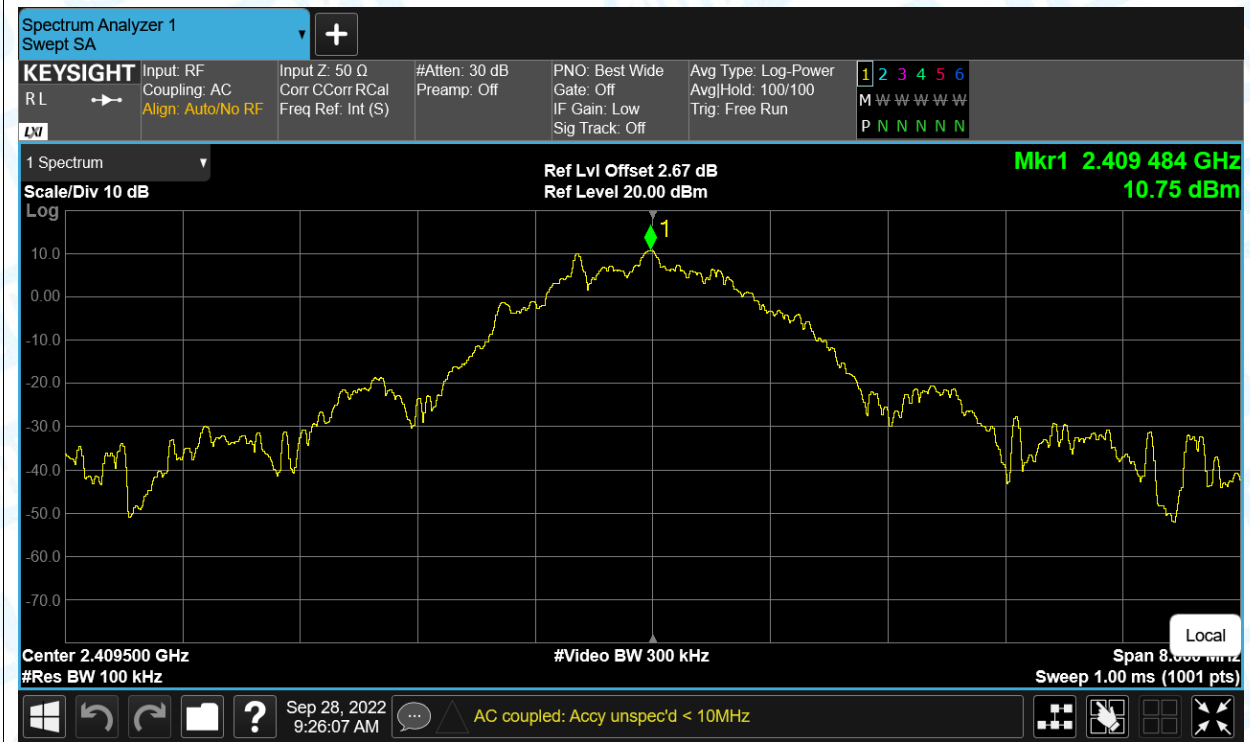 Spectrum Analyzer 1
Swept SA
+
KEYSIGHT
R L
LXI
Input: RF
Coupling: AC
Align: Auto/No RF
Input Z: 50 Ω
Corr CCorr RCal
Freq Ref: Int (S)
#Atten: 30 dB
Preamp: Off
PNO: Best Wide
Gate: Off
IF Gain: Low
Sig Track: Off
Avg Type: Log-Power
Avg|Hold: 100/100
Trig: Free Run
1 2 3 4 5 6
M W W W W W W
P N N N N N N
1 Spectrum
Scale/Div 10 dB
Log
Ref Lvl Offset 2.67 dB
Ref Level 20.00 dBm
Mkr1 2.409 484 GHz
10.75 dBm
1
10.0
0.00
-10.0
-20.0
-30.0
-40.0
-50.0
-60.0
-70.0
Local
Center 2.409500 GHz
#Video BW 300 kHz
Span
#Res BW 100 kHz
Sweep 1.00 ms (1001 pts)
?
Sep 28, 2022
9:26:07 AM
AC coupled: Accy unspec'd < 10MHz